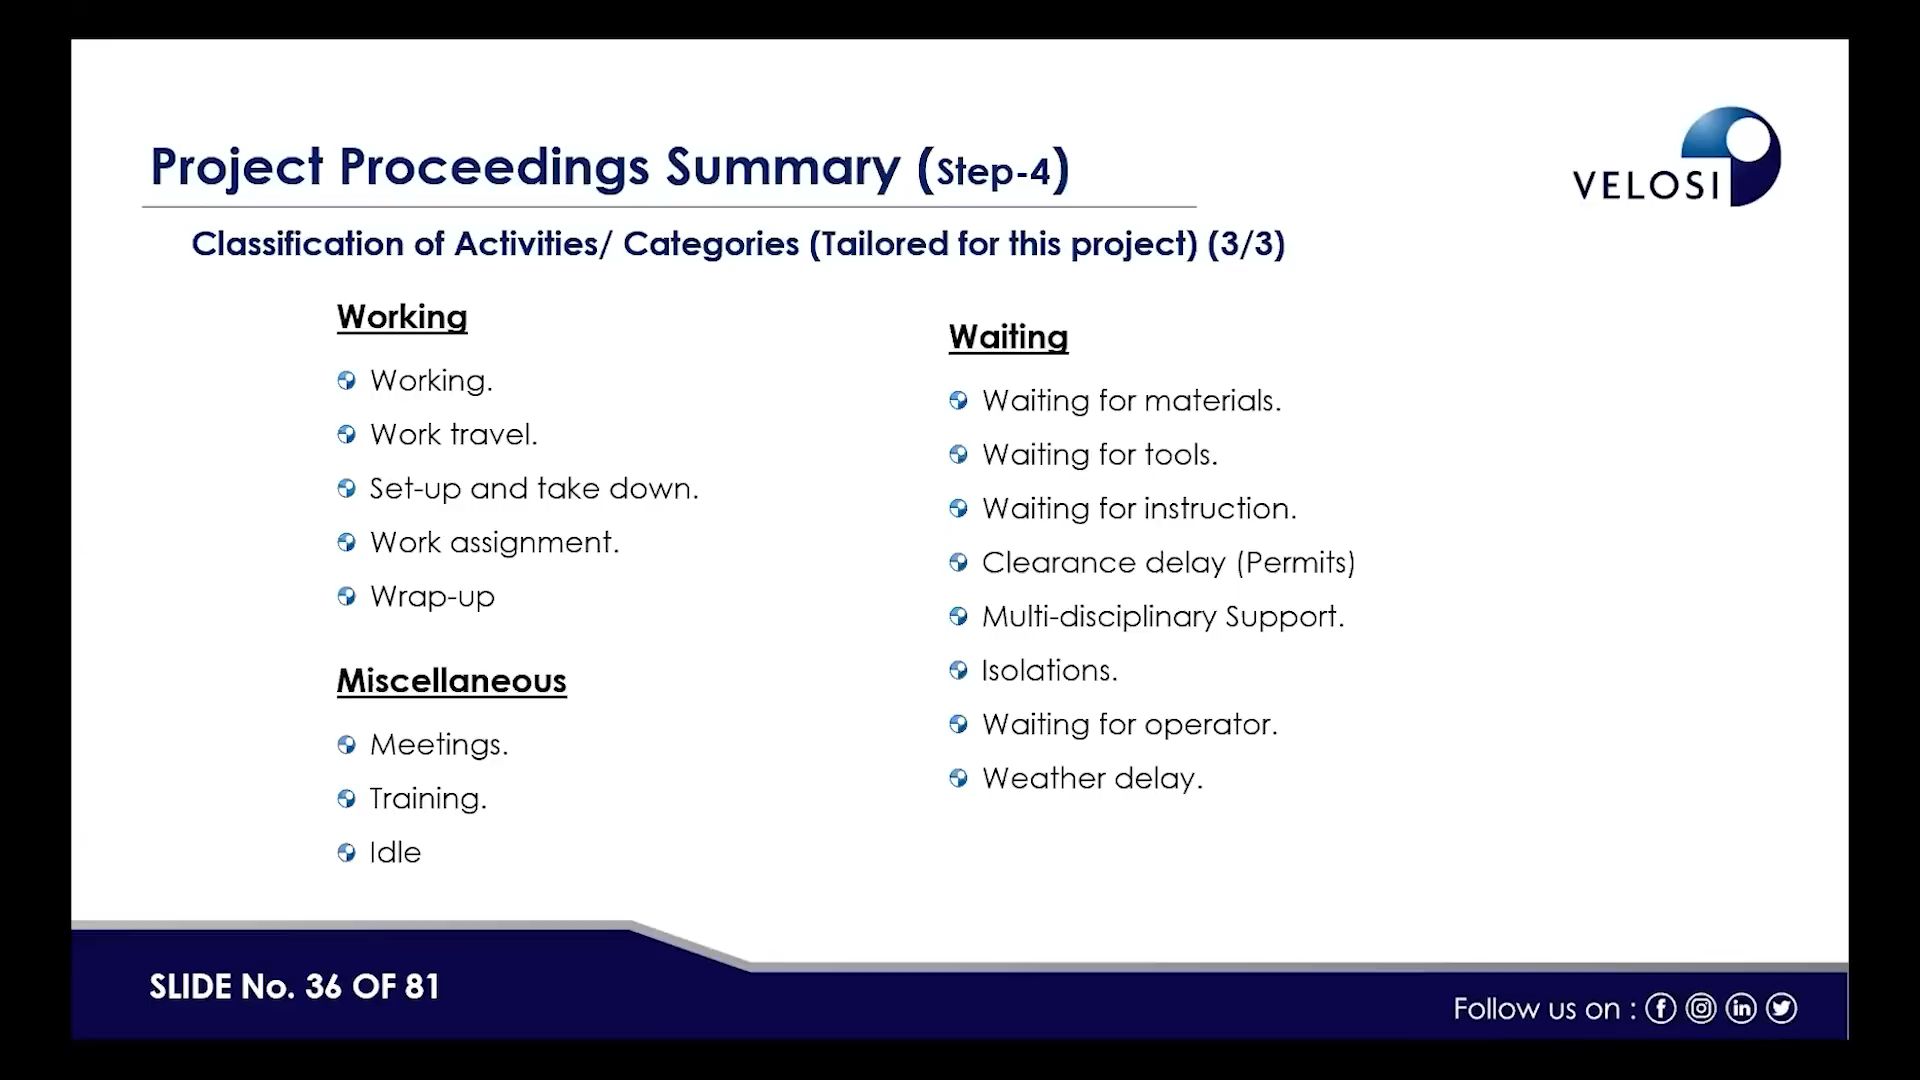 Project Proceedings Summary (Step-4)
VELOSI
Classification of Activities/ Categories (Tailored for this project) (3/3)
Working
Working.
Work travel.
Set-up and take down.
Work assignment.
Wrap-up
Miscellaneous
Meetings.
Training.
Idle
Waiting
Waiting for materials.
Waiting for tools.
Waiting for instruction.
Clearance delay (Permits)
Multi-disciplinary Support.
Isolations.
Waiting for operator.
Weather delay.
SLIDE No. 36 OF 81
Follow us on :